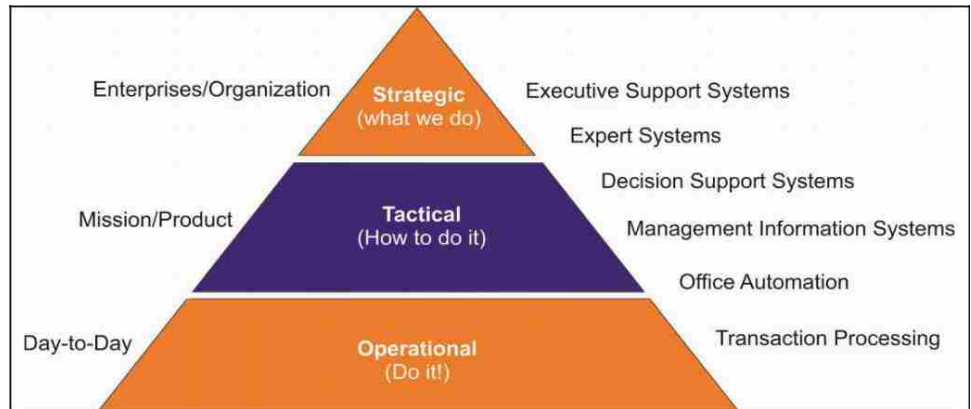 Enterprises/Organization
Strategic
(what we do)
Executive Support Systems
Expert Systems
Decision Support Systems
Mission/Product
Tactical
(How to do it)
Management Information Systems
Office Automation
Day-to-Day
Operational
(Do it!)
Transaction Processing